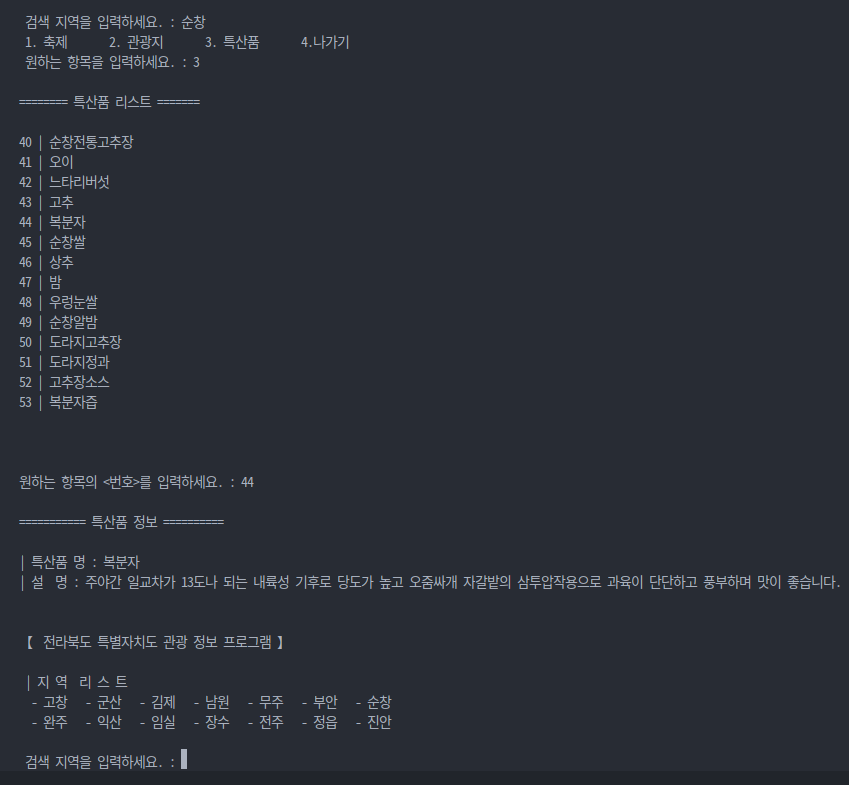 검색 지역을 입력하세요. : 순창
1. 축제 2. 관광지 3. 특산품 4.나가기
원하는 항목을 입력하세요. : 3
======== 특산품 리스트 =======
40 | 순창전통고추장
41 | 오이
42 | 느타리버섯
43 | 고추
44 | 복분자
45 | 순창쌀
46 | 상추
47 | 밤
48 | 우렁눈쌀
49 | 순창알밤
50 | 도라지고추장
51 | 도라지정과
52 | 고추장소스
53 | 복분자즙
원하는 항목의 <번호>를 입력하세요. : 44
=========== 특산품 정보 ==========
| 특산품 명 : 복분자
| 설 명 : 주야간 일교차가 13도나 되는 내륙성 기후로 당도가 높고 오줌싸개 자갈밭의 삼투압작용으로 과육이 단단하고 풍부하며 맛이 좋습니다.
【 전라북도 특별자치도 관광 정보 프로그램 】
| 지 역 리 스 트
- 고창 - 군산 - 김제 - 남원 - 무주 - 부안 - 순창
- 완주 - 익산 - 임실 - 장수 - 전주 - 정읍 - 진안
검색 지역을 입력하세요. :